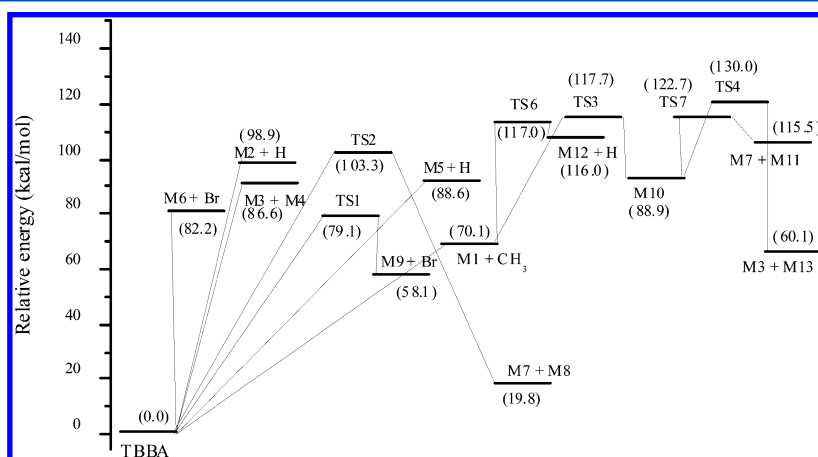 Relative energy (kcal/mol)
140
120
100
80
60
40
20
0
(0.0)
TBBA
M6 + Br
(82.2)
(98.9)
M2 + H
M3 + M4
(86.6)
TS2
(103.3)
TS1
(79.1)
M9 + Br
(58.1)
M5 + H
(88.6)
(70.1)
M1 + CH3
TS6
(117.0)
(117.7)
TS3
M12 + H
(116.0)
M10
(88.9)
(122.7)
TS7
(130.0)
TS4
(115.5)
M7 + M11
(60.1)
M3 + M13
M7 + M8
(19.8)